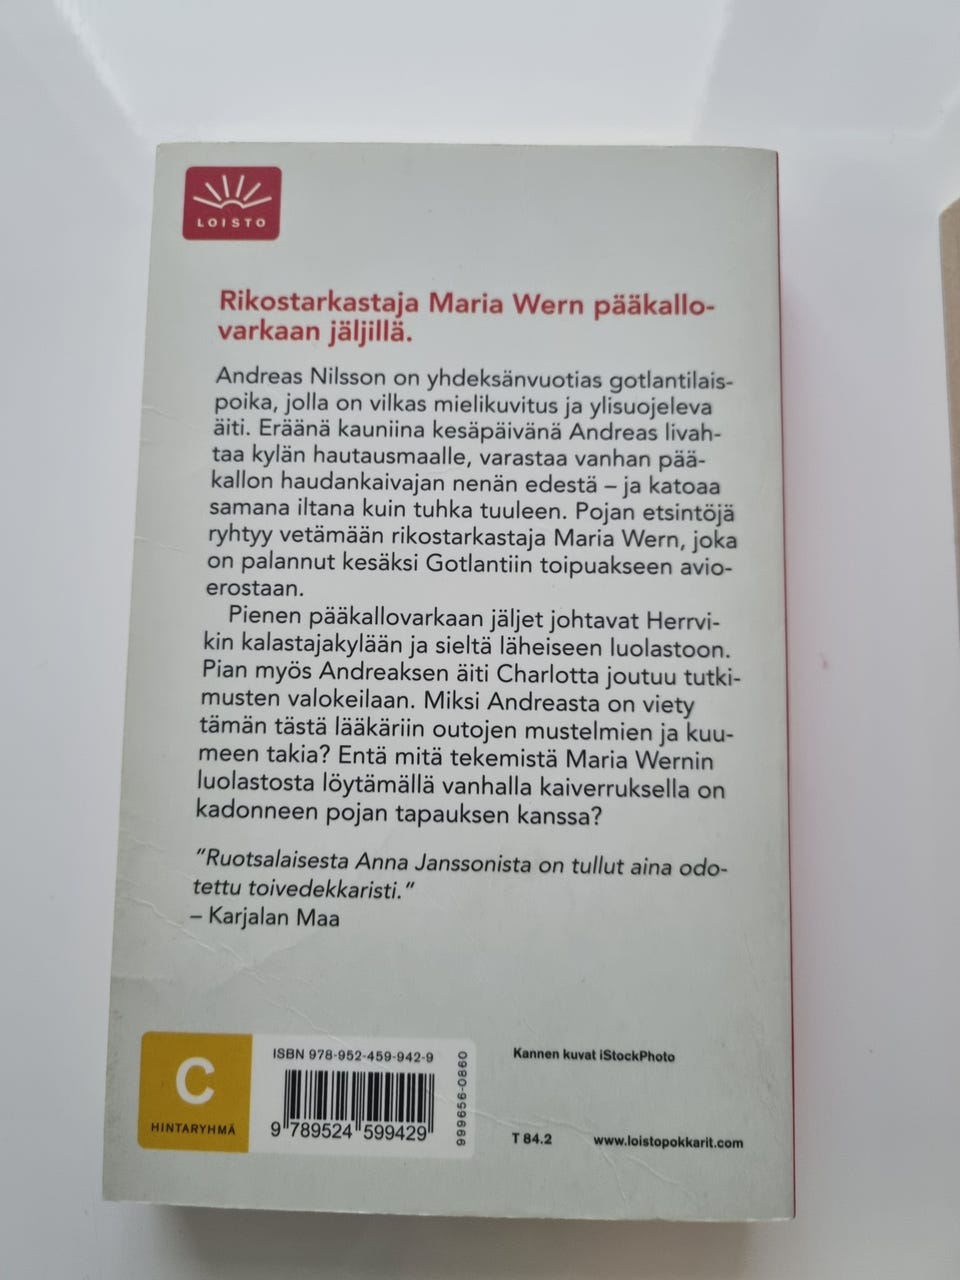 LOISTO
Rikostarkastaja Maria Wern pääkallo-
varkaan jäljillä.
Andreas Nilsson on yhdeksänvuotias gotlantilais-
poika, jolla on vilkas mielikuvitus ja ylisuojeleva
äiti. Eräänä kauniina kesäpäivänä Andreas livah-
taa kylän hautausmaalle, varastaa vanhan pää-
kallon haudankaivajan nenän edestä – ja katoaa
samana iltana kuin tuhka tuuleen. Pojan etsintöjä
ryhtyy vetämään rikostarkastaja Maria Wern, joka
on palannut kesäksi Gotlantiin toipuakseen avio-
erostaan.
Pienen pääkallovarkaan jäljet johtavat Herrvi-
kin kalastajakylään ja sieltä läheiseen luolastoon.
Pian myös Andreaksen äiti Charlotta joutuu tutki-
musten valokeilaan. Miksi Andreasta on viety
tämän tästä lääkäriin outojen mustelmien ja kuu-
meen takia? Entä mitä tekemistä Maria Wernin
luolastosta löytämällä vanhalla kaiverruksella on
kadonneen pojan tapauksen kanssa?
"Ruotsalaisesta Anna Janssonista on tullut aina odo-
tettu toivedekkaristi."
– Karjalan Maa
C
HINTARYHMÄ
ISBN 978-952-459-942-9
9 789524 599429
999656-0860
Kannen kuvat iStockPhoto
T 84.2 www.loistopokkarit.com